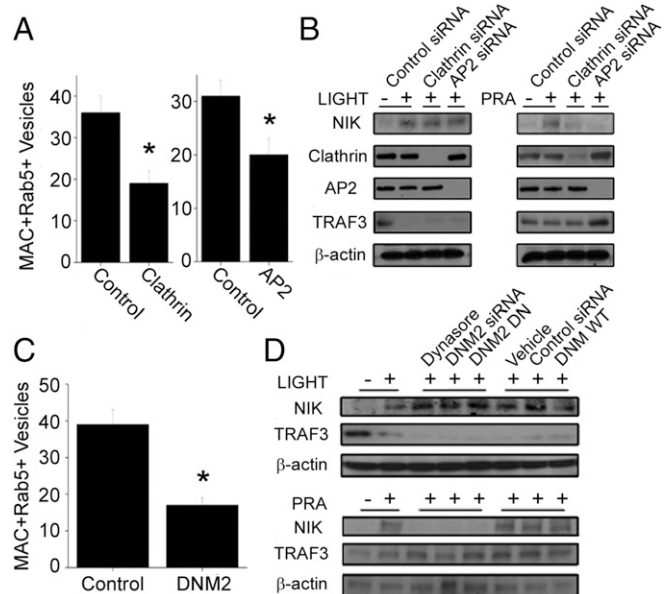 A
MAC+Rab5+ Vesicles
40
30
20
10
0
*
Control
Clathrin
30
20
10
0
*
Control
AP2
B
Control siRNA
Clathrin siRNA
AP2 siRNA
LIGHT - + + +
NIK
Clathrin
AP2
TRAF3
β-actin
Control siRNA
Clathrin siRNA
AP2 siRNA
PRA - + + +
C
MAC+Rab5+ Vesicles
50
40
30
20
10
0
*
Control
DNM2
D
Dynasore
DNM2 siRNA
DNM2 DN
Vehicle
Control siRNA
DNM WT
LIGHT - + + + + + + +
NIK
TRAF3
β-actin
PRA - + + + + + + +
NIK
TRAF3
β-actin